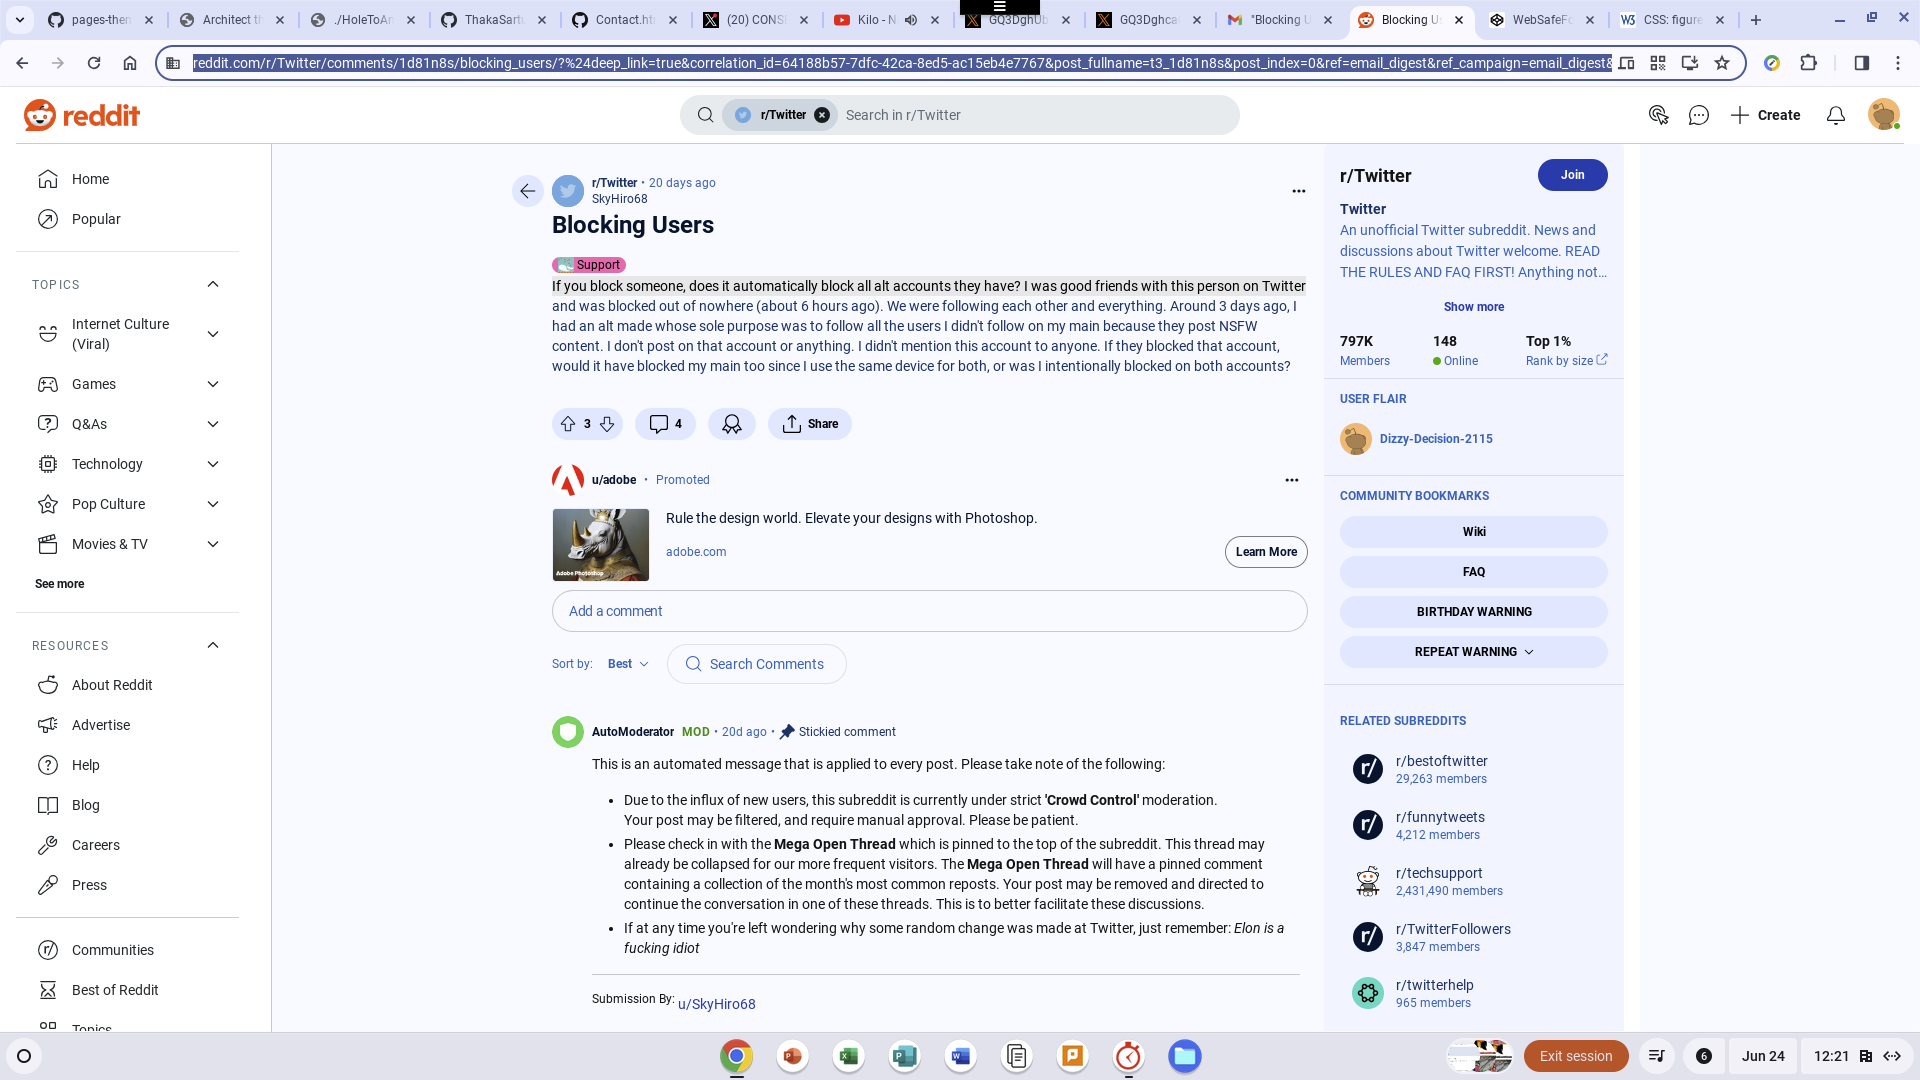 pages-them
Architect th
./HoleToAn
ThakaSartu
Contact.ht
(20) CONSP
Kilo - N
GQ3DghUb
GQ3Dghca
"Blocking U
Blocking Us
WebSafeFo
CSS: figure
reddit.com/r/Twitter/comments/1d81n8s/blocking_users/?%24deep_link=true&correlation_id=64188b57-7dfc-42ca-8ed5-ac15eb4e7767&post_fullname=t3_1d81n8s&post_index=0&ref=email_digest&ref_campaign=email_digest&
reddit
r/Twitter
Search in r/Twitter
Create
Home
Popular
TOPICS
Internet Culture
(Viral)
Games
Q&As
Technology
Pop Culture
Movies & TV
See more
RESOURCES
About Reddit
Advertise
Help
Blog
Careers
Press
Communities
Best of Reddit
Topics
r/Twitter • 20 days ago
SkyHiro68
Blocking Users
Support
If you block someone, does it automatically block all alt accounts they have? I was good friends with this person on Twitter
and was blocked out of nowhere (about 6 hours ago). We were following each other and everything. Around 3 days ago, I
had an alt made whose sole purpose was to follow all the users I didn't follow on my main because they post NSFW
content. I don't post on that account or anything. I didn't mention this account to anyone. If they blocked that account,
would it have blocked my main too since I use the same device for both, or was I intentionally blocked on both accounts?
3
4
Share
u/adobe • Promoted
Rule the design world. Elevate your designs with Photoshop.
adobe.com
Learn More
Adobe Photoshop
Add a comment
Sort by: Best
Search Comments
AutoModerator MOD • 20d ago • Stickied comment
This is an automated message that is applied to every post. Please take note of the following:
• Due to the influx of new users, this subreddit is currently under strict 'Crowd Control' moderation.
Your post may be filtered, and require manual approval. Please be patient.
• Please check in with the Mega Open Thread which is pinned to the top of the subreddit. This thread may
already be collapsed for our more frequent visitors. The Mega Open Thread will have a pinned comment
containing a collection of the month's most common reposts. Your post may be removed and directed to
continue the conversation in one of these threads. This is to better facilitate these discussions.
• If at any time you're left wondering why some random change was made at Twitter, just remember: Elon is a
fucking idiot
Submission By: u/SkyHiro68
r/Twitter
Join
Twitter
An unofficial Twitter subreddit. News and
discussions about Twitter welcome. READ
THE RULES AND FAQ FIRST! Anything not...
Show more
797K
Members
148
Online
Top 1%
Rank by size
USER FLAIR
Dizzy-Decision-2115
COMMUNITY BOOKMARKS
Wiki
FAQ
BIRTHDAY WARNING
REPEAT WARNING
RELATED SUBREDDITS
r/bestoftwitter
29,263 members
r/funnytweets
4,212 members
r/techsupport
2,431,490 members
r/TwitterFollowers
3,847 members
r/twitterhelp
965 members
Exit session
6
Jun 24
12:21